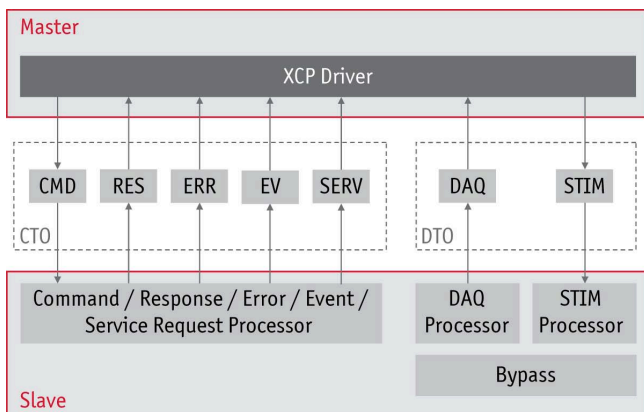 Master
XCP Driver
CMD
RES
ERR
EV
SERV
DAQ
STIM
CTO
DTO
Command / Response / Error / Event /
Service Request Processor
DAQ
Processor
STIM
Processor
Bypass
Slave